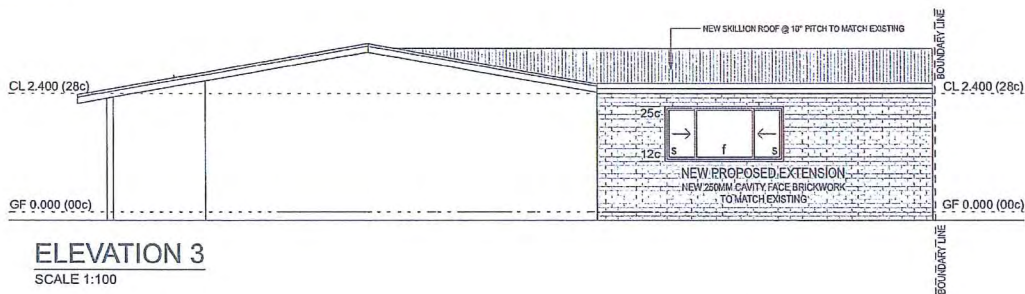 NEW SKILLION ROOF @ 10° PITCH TO MATCH EXISTING
BOUNDARY LINE
CL 2.400 (28c)
CL 2.400 (28c)
25c
12c
s
f
s
NEW PROPOSED EXTENSION
NEW 250MM CAVITY FACE BRICKWORK
TO MATCH EXISTING
GF 0.000 (00c)
GF 0.000 (00c)
ELEVATION 3
SCALE 1:100
BOUNDARY LINE